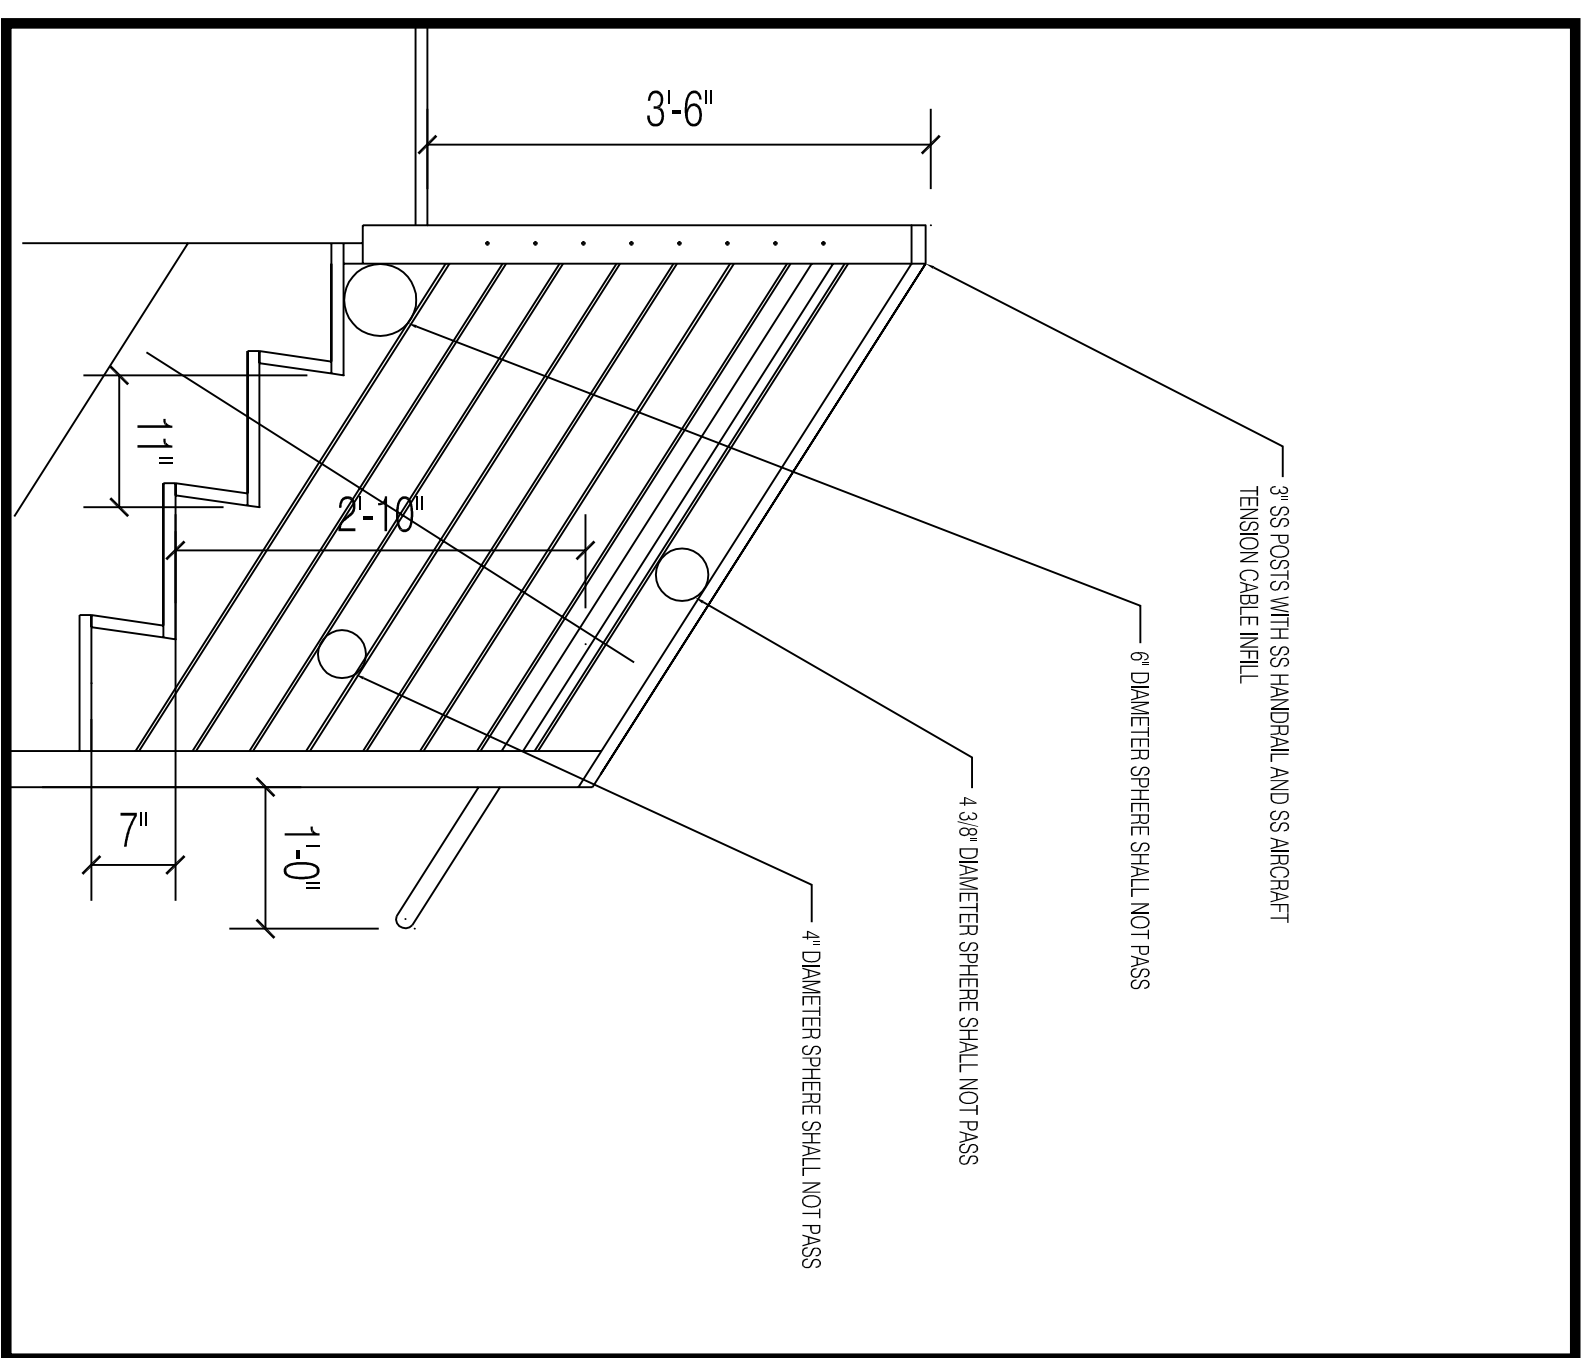 3'-6"
3" SS POSTS WITH SS HANDRAIL AND SS AIRCRAFT
TENSION CABLE INFILL
11"
2'-10"
6" DIAMETER SPHERE SHALL NOT PASS
4 3/8" DIAMETER SPHERE SHALL NOT PASS
7"
1'-0"
4" DIAMETER SPHERE SHALL NOT PASS